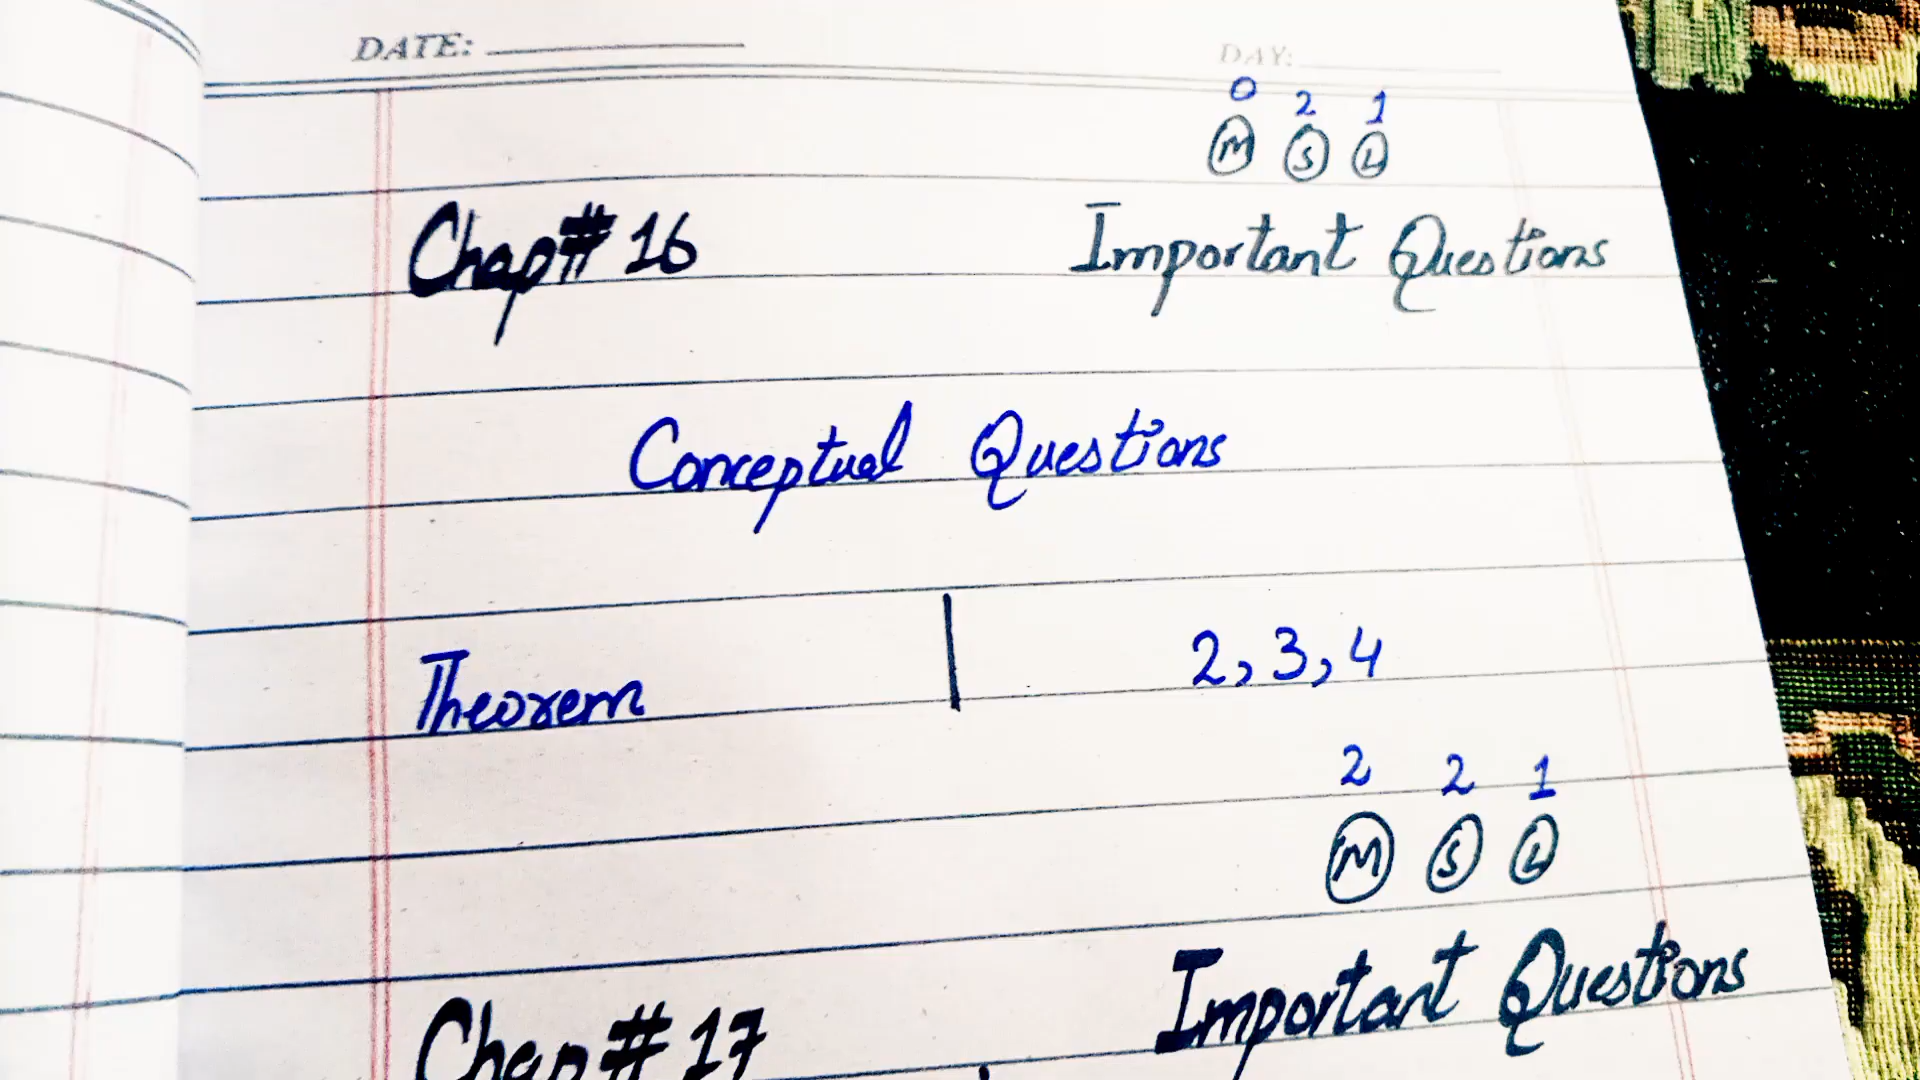 DATE: DAY:
0 2 1
M S L
Chap# 16 Important Questions
Conceptual Questions
Theorem | 2, 3, 4
2 2 1
M S L
Chap# 17 Important Questions